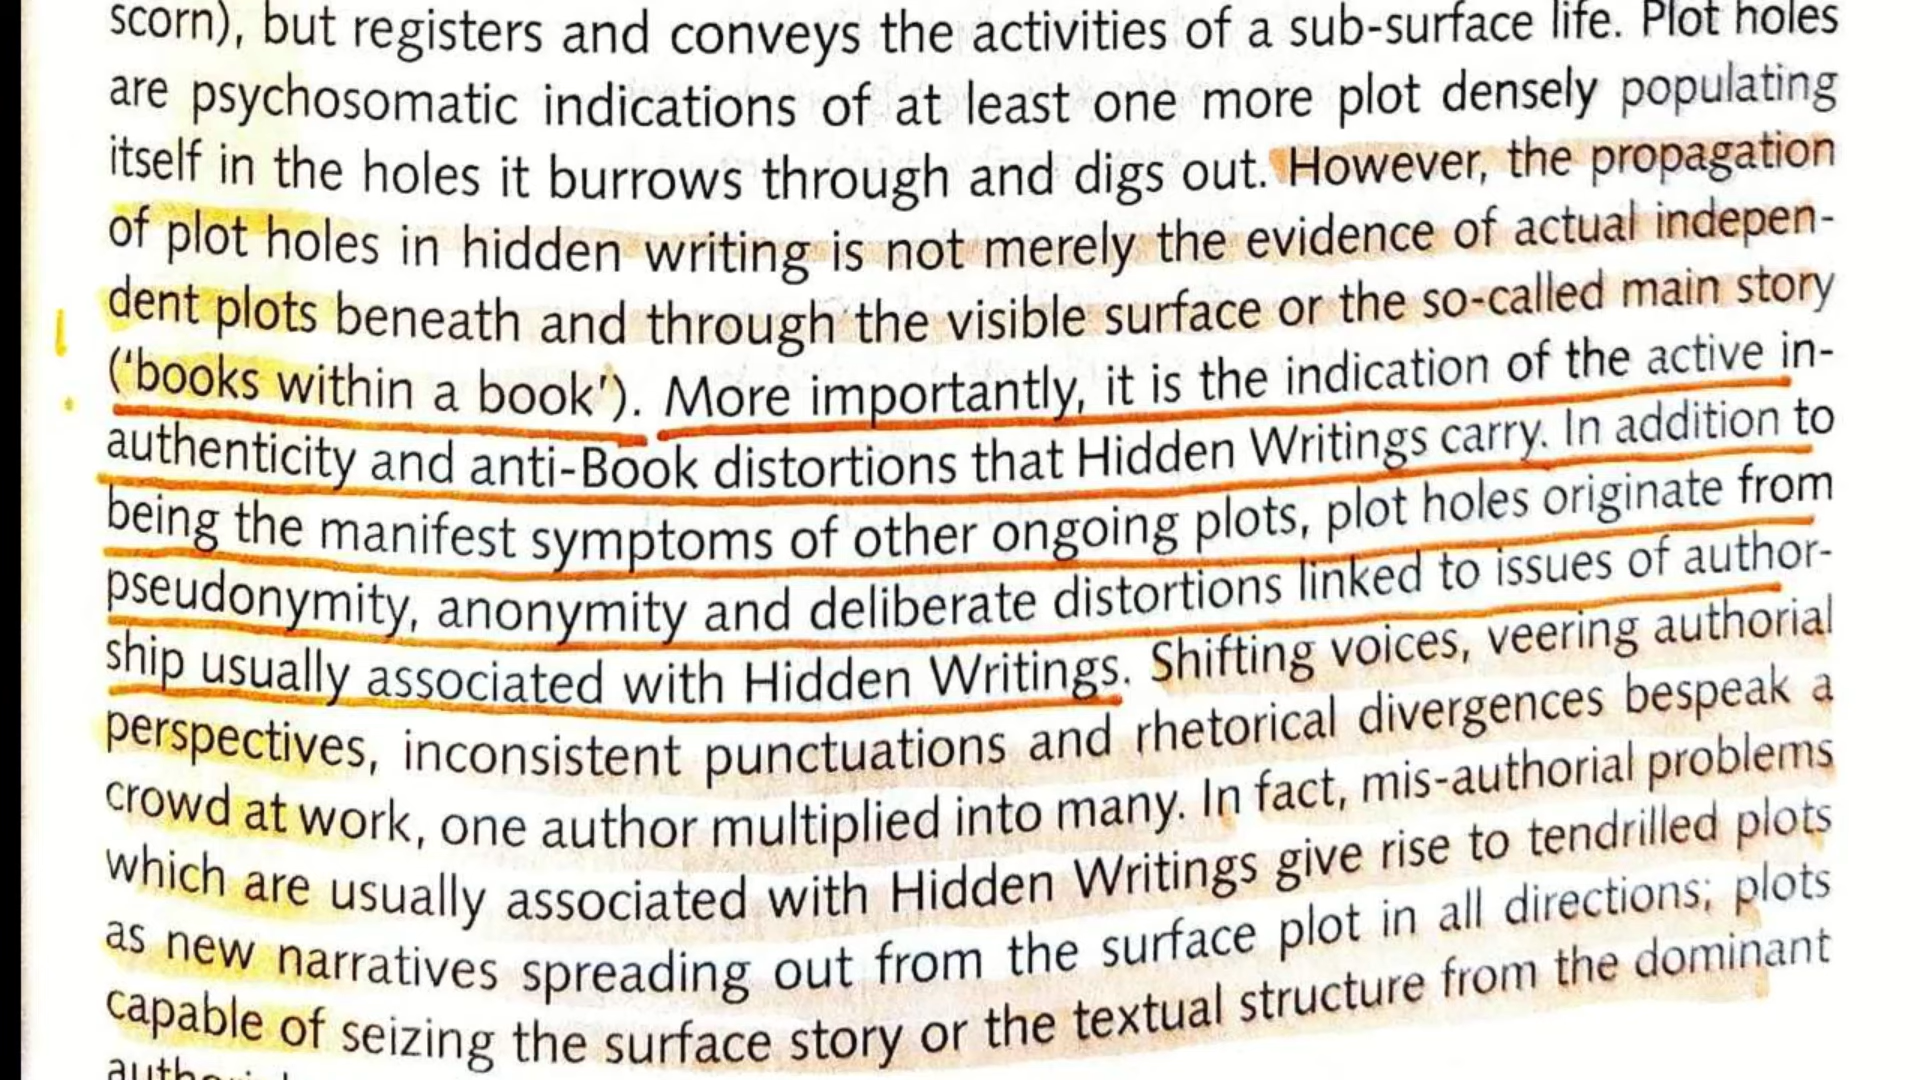 scorn), but registers and conveys the activities of a sub-surface life. Plot holes
are psychosomatic indications of at least one more plot densely populating
itself in the holes it burrows through and digs out. However, the propagation
of plot holes in hidden writing is not merely the evidence of actual indepen-
dent plots beneath and through the visible surface or the so-called main story
('books within a book'). More importantly, it is the indication of the active in-
authenticity and anti-Book distortions that Hidden Writings carry. In addition to
being the manifest symptoms of other ongoing plots, plot holes originate from
pseudonymity, anonymity and deliberate distortions linked to issues of author-
ship usually associated with Hidden Writings. Shifting voices, veering authorial
perspectives, inconsistent punctuations and rhetorical divergences bespeak a
crowd at work, one author multiplied into many. In fact, mis-authorial problems
which are usually associated with Hidden Writings give rise to tendrilled plots
as new narratives spreading out from the surface plot in all directions; plots
capable of seizing the surface story or the textual structure from the dominant